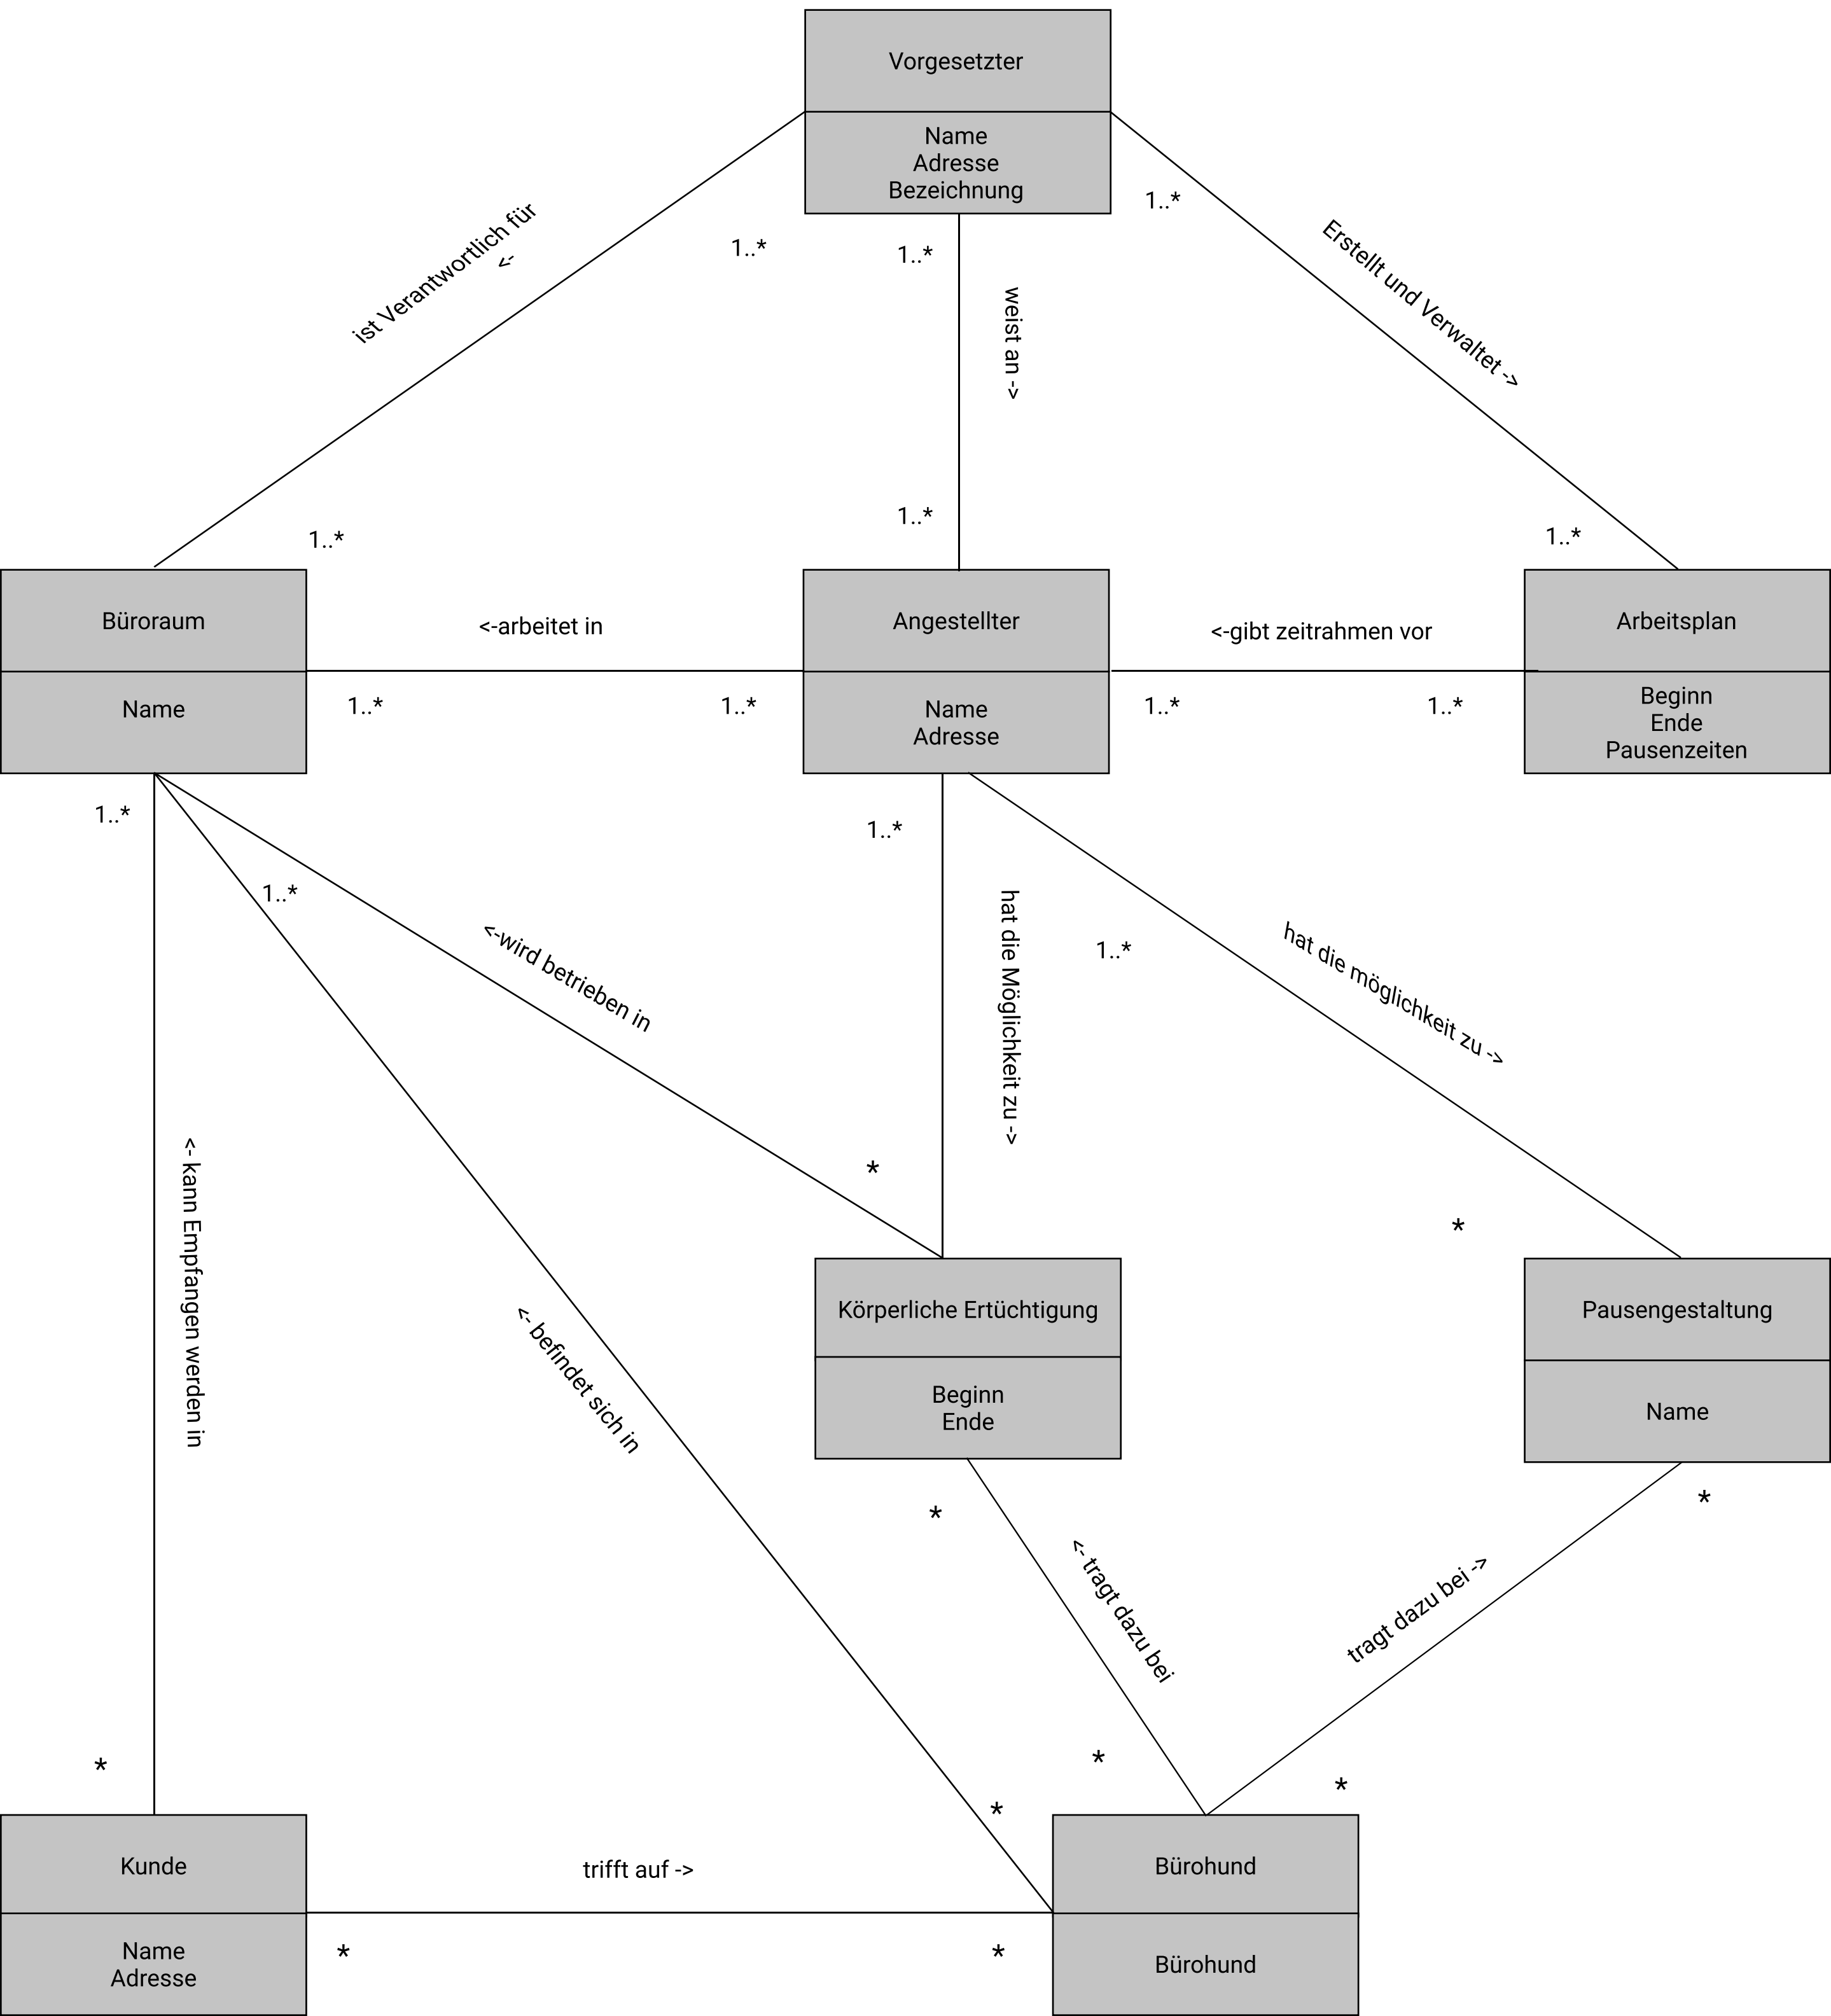 Vorgesetzter
Name
Adresse
Bezeichnung
1..*
ist Verantwortlich für
<-
1..*
1..*
Erstellt und Verwaltet ->
weist an ->
1..*
1..*
1..*
Büroraum
Name
<-arbeitet in
1..*
1..*
Angestellter
Name
Adresse
<-gibt zeitrahmen vor
1..*
1..*
Arbeitsplan
Beginn
Ende
Pausenzeiten
1..*
1..*
1..*
<-wird betrieben in
hat die Möglichkeit zu ->
1..*
hat die möglichkeit zu ->
<- kann Empfangen werden in
*
*
<- befindet sich in
Körperliche Ertüchtigung
Beginn
Ende
Pausengestaltung
Name
*
*
<- tragt dazu bei
tragt dazu bei ->
*
*
*
*
Kunde
Name
Adresse
trifft auf ->
*
*
Bürohund
Bürohund